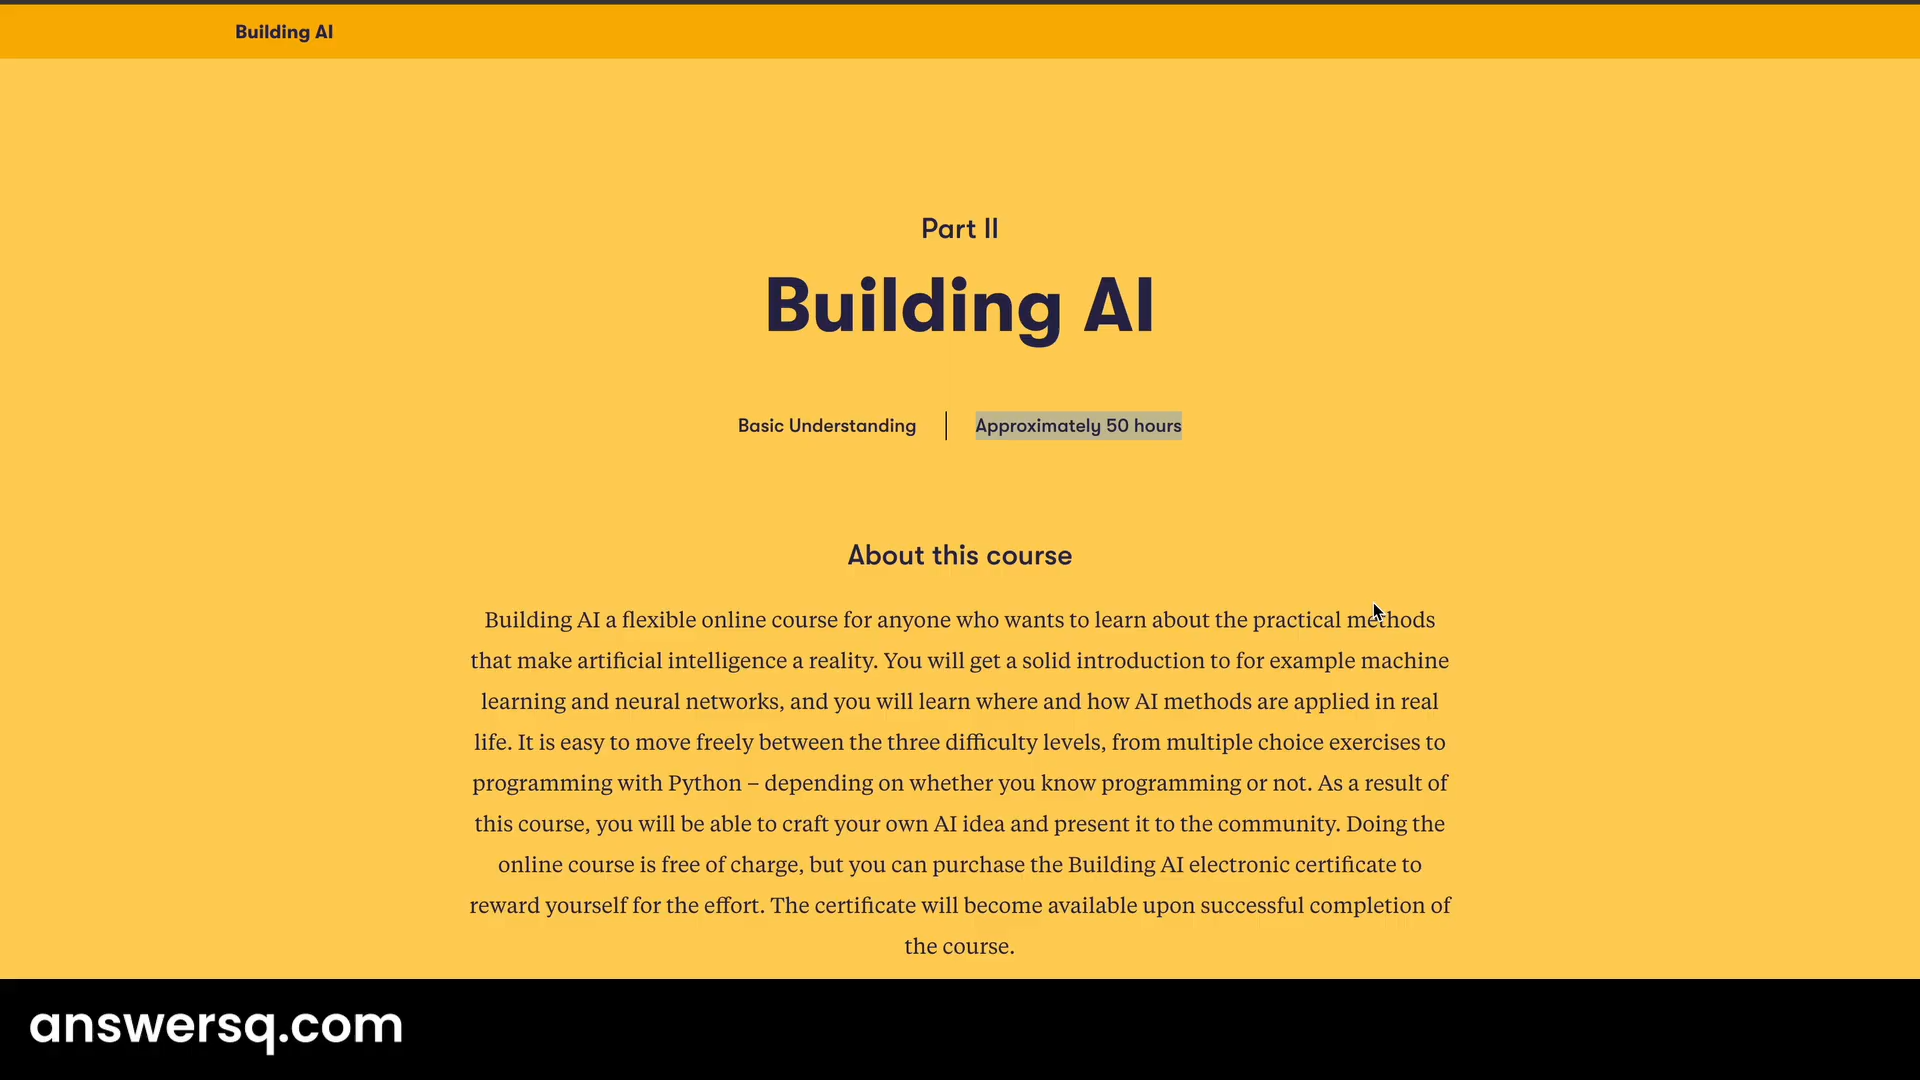 Building AI
Part II
Building AI
Basic Understanding
Approximately 50 hours
About this course
Building AI a flexible online course for anyone who wants to learn about the practical methods
that make artificial intelligence a reality. You will get a solid introduction to for example machine
learning and neural networks, and you will learn where and how AI methods are applied in real
life. It is easy to move freely between the three difficulty levels, from multiple choice exercises to
programming with Python – depending on whether you know programming or not. As a result of
this course, you will be able to craft your own AI idea and present it to the community. Doing the
online course is free of charge, but you can purchase the Building AI electronic certificate to
reward yourself for the effort. The certificate will become available upon successful completion of
the course.
answersq.com